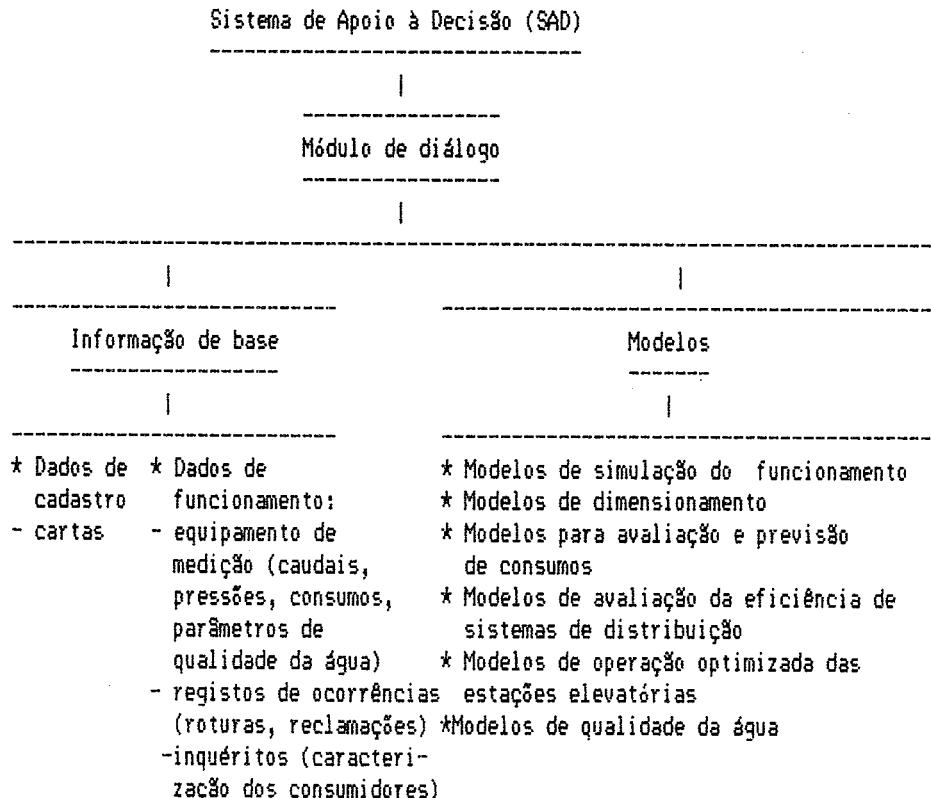 Sistema de Apoio à Decisão (SAD)
Módulo de diálogo
Informação de base
Modelos
* Dados de cadastro
- cartas
* Dados de
funcionamento:
- equipamento de
medição (caudais,
pressões, consumos,
parâmetros de
qualidade da água)
- registos de ocorrências
(roturas, reclamações)
-inquéritos (caracteri-
zação dos consumidores)
* Modelos de simulação do funcionamento
* Modelos de dimensionamento
* Modelos para avaliação e previsão
de consumos
* Modelos de avaliação da eficiência de
sistemas de distribuição
* Modelos de operação optimizada das
estações elevatórias
*Modelos de qualidade da água